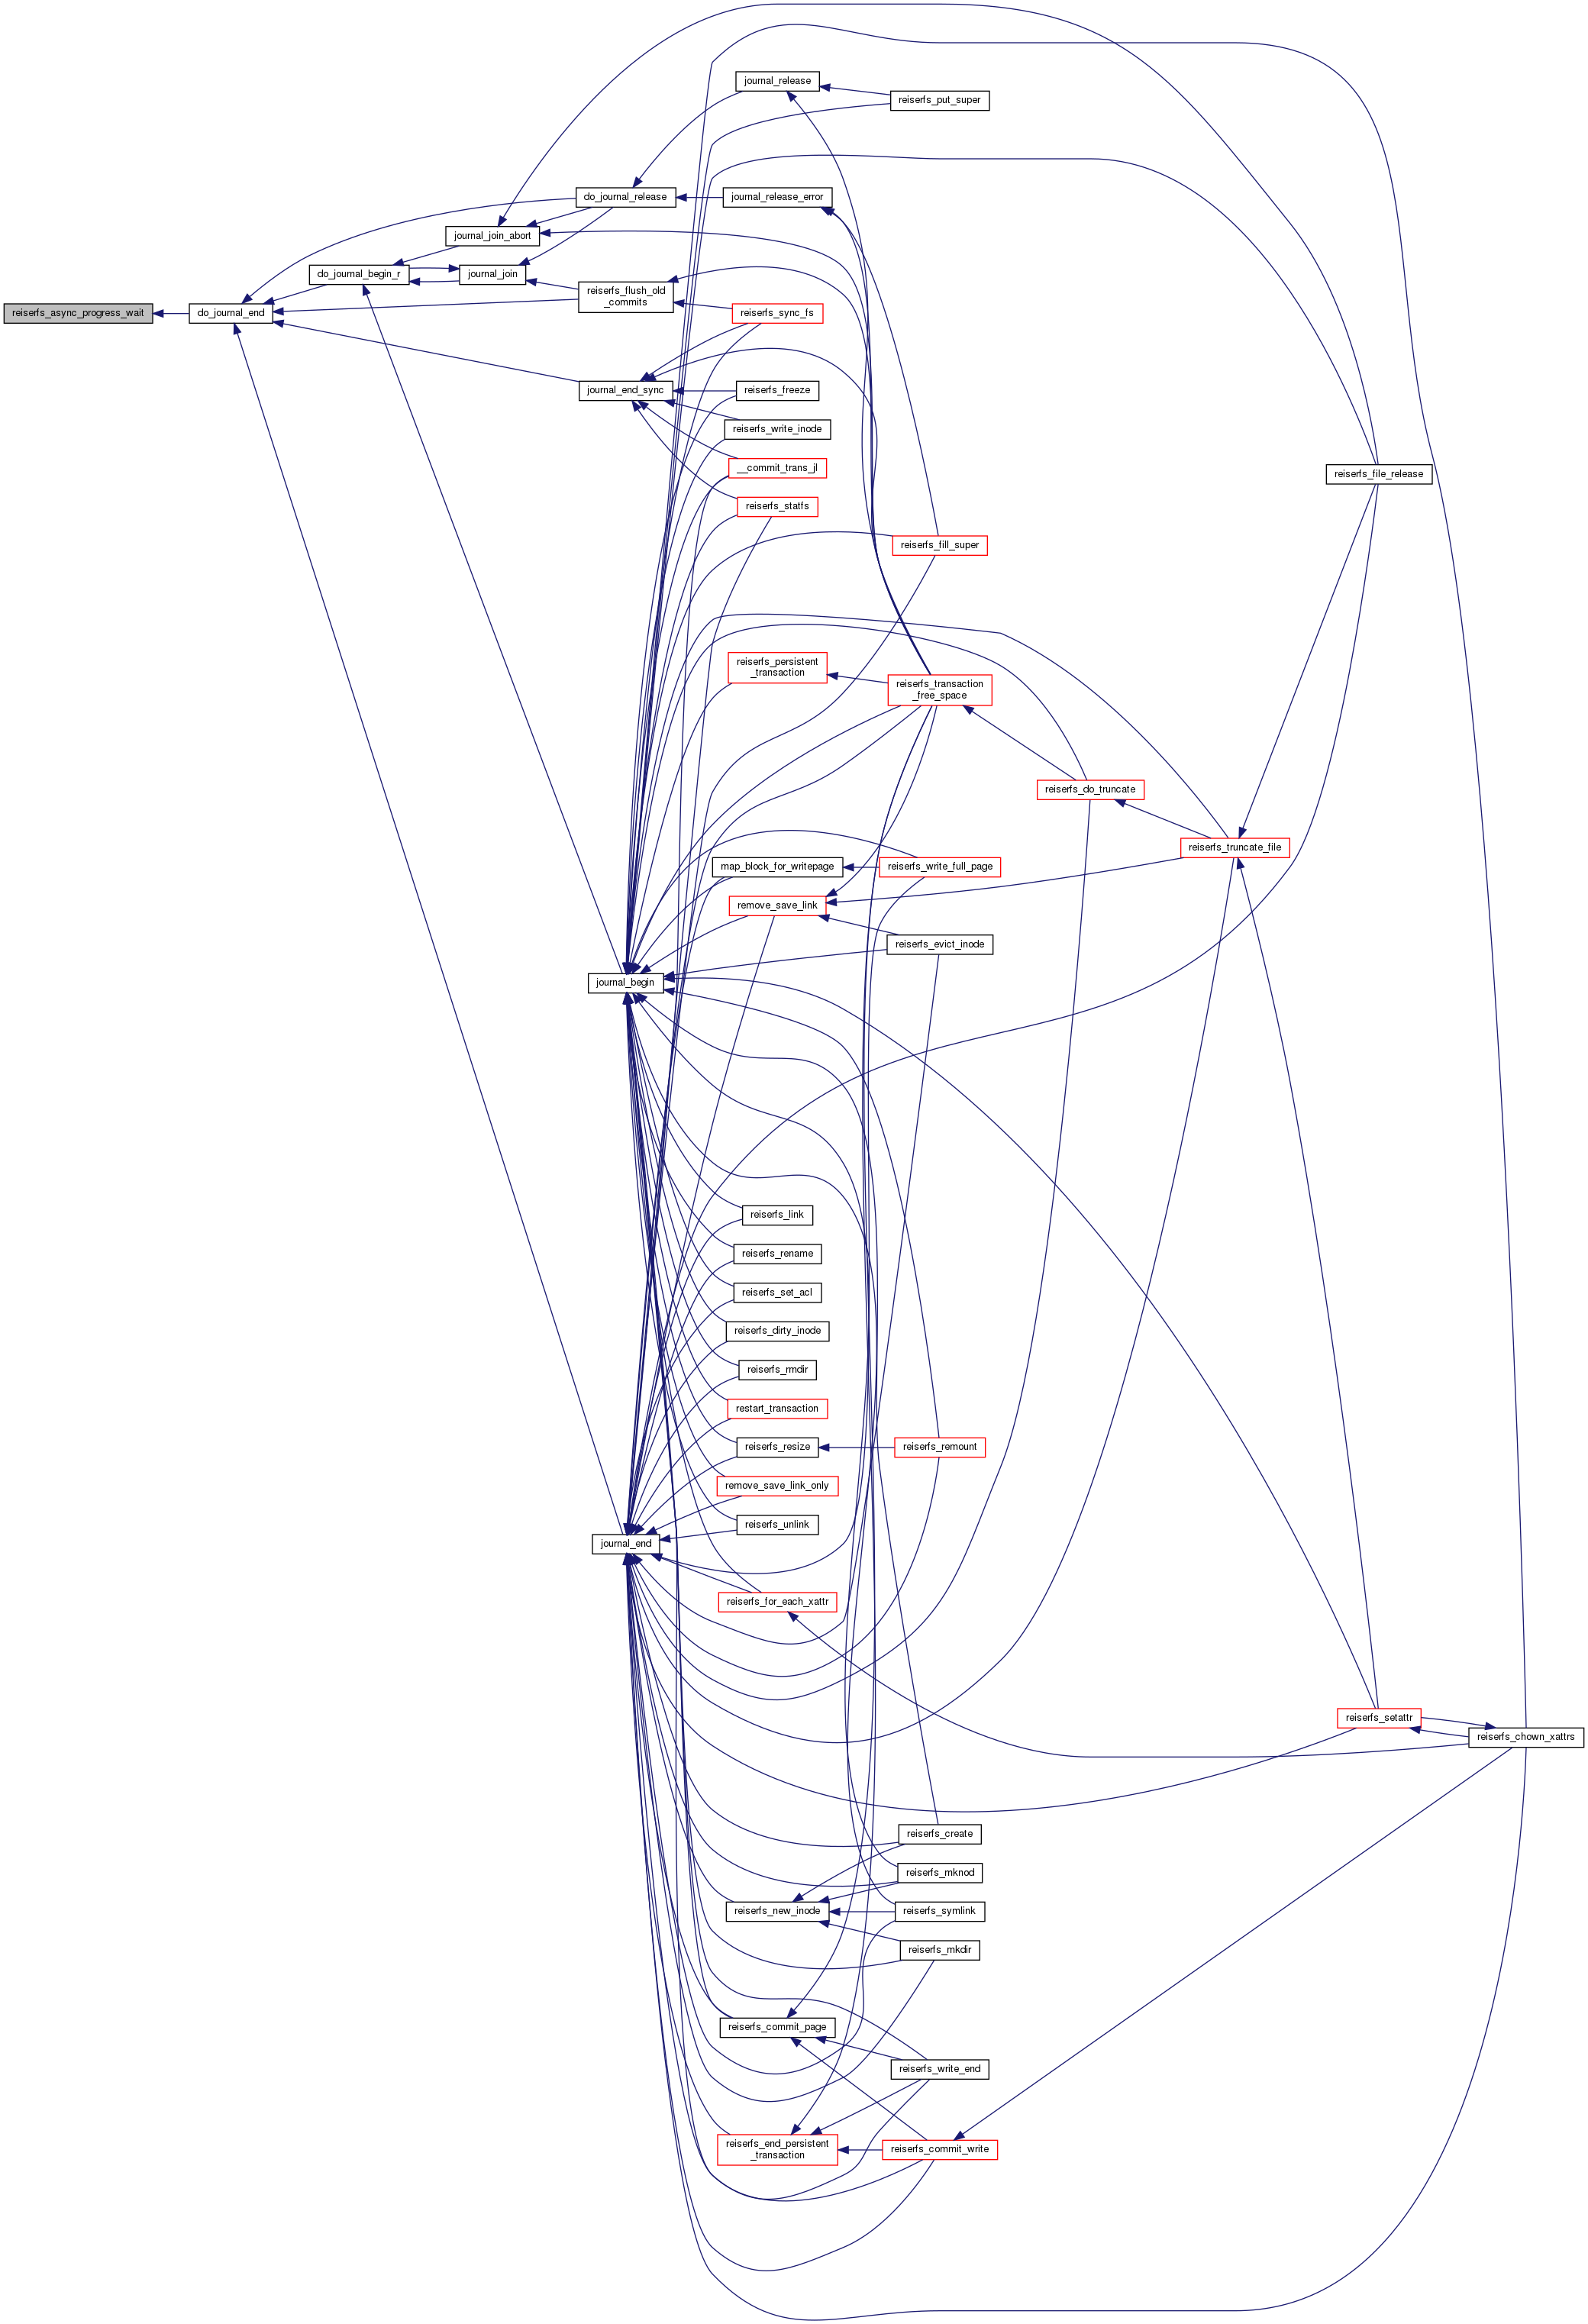 journal_release
reiserfs_put_super
do_journal_release
journal_release_error
journal_join_abort
do_journal_begin_r
journal_join
reiserfs_flush_old
_commits
reiserfs_async_progress_wait
do_journal_end
reiserfs_sync_fs
journal_end_sync
reiserfs_freeze
reiserfs_write_inode
__commit_trans_jl
reiserfs_file_release
reiserfs_statfs
reiserfs_fill_super
reiserfs_persistent
_transaction
reiserfs_transaction
_free_space
reiserfs_do_truncate
reiserfs_truncate_file
map_block_for_writepage
reiserfs_write_full_page
remove_save_link
reiserfs_evict_inode
journal_begin
reiserfs_link
reiserfs_rename
reiserfs_set_acl
reiserfs_dirty_inode
reiserfs_rmdir
restart_transaction
reiserfs_resize
reiserfs_remount
remove_save_link_only
reiserfs_unlink
journal_end
reiserfs_for_each_xattr
reiserfs_setattr
reiserfs_chown_xattrs
reiserfs_create
reiserfs_mknod
reiserfs_new_inode
reiserfs_symlink
reiserfs_mkdir
reiserfs_commit_page
reiserfs_write_end
reiserfs_end_persistent
_transaction
reiserfs_commit_write